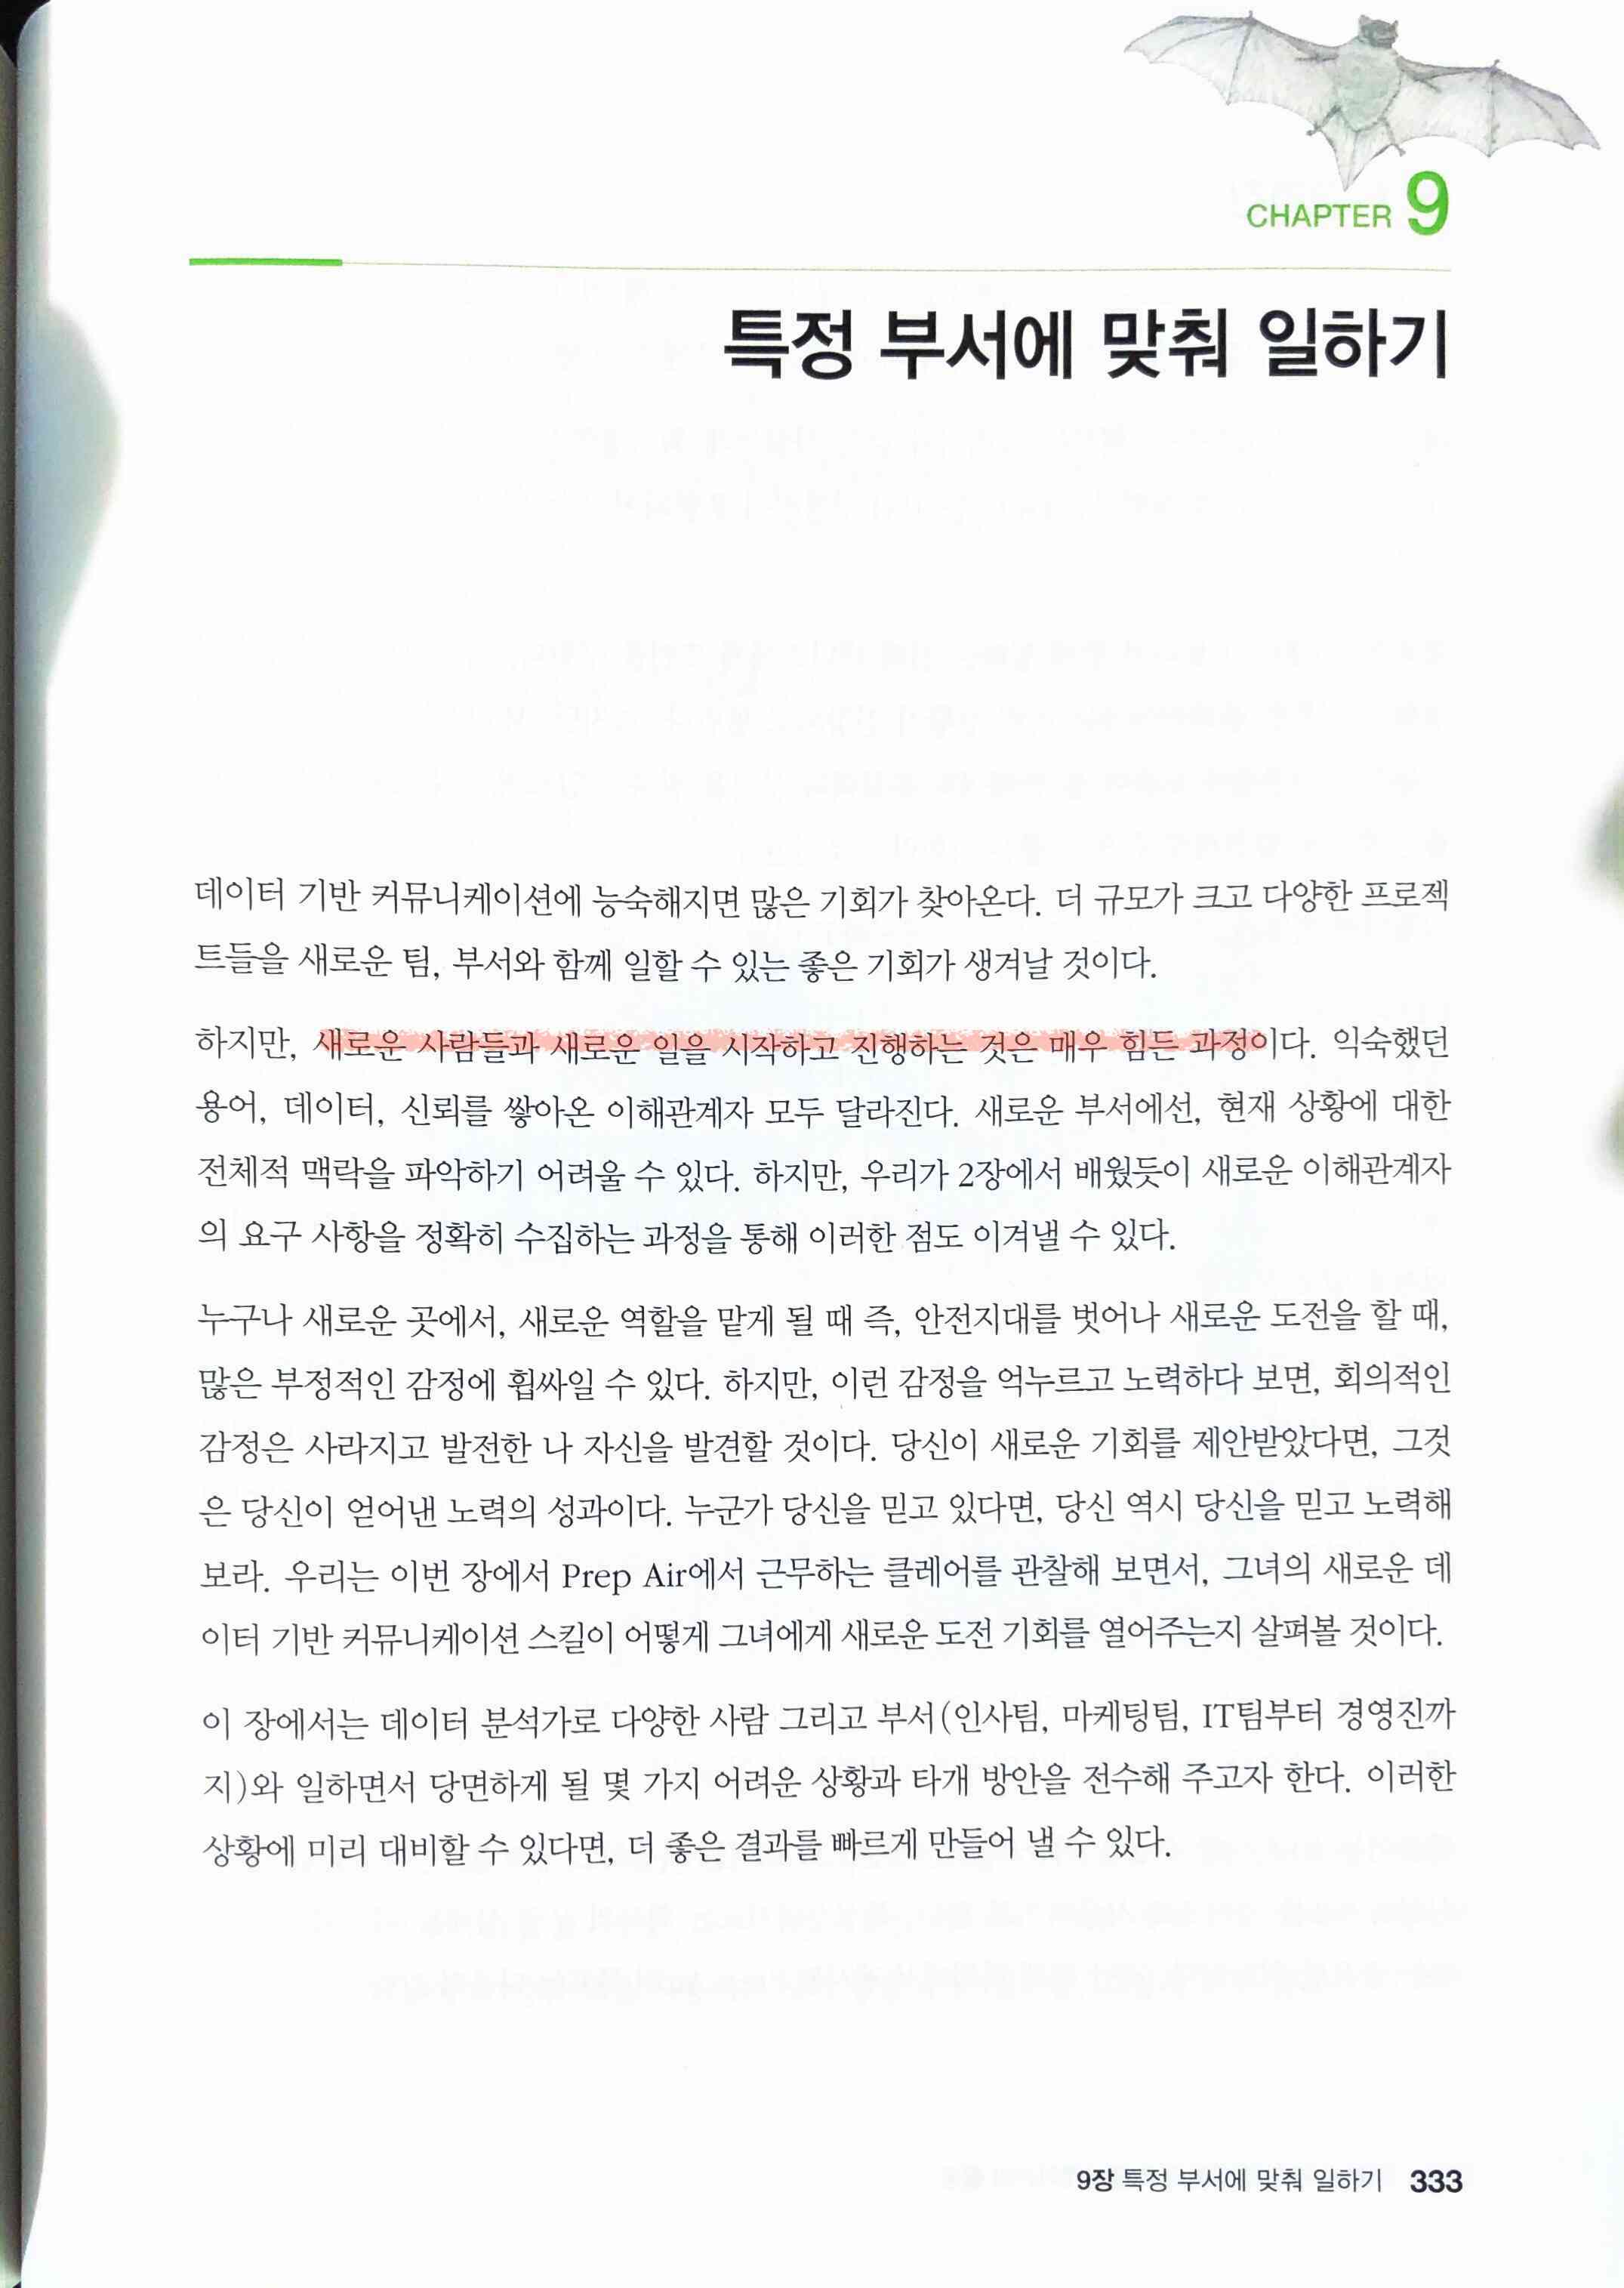 CHAPTER 9
특정 부서에 맞춰 일하기
데이터 기반 커뮤니케이션에 능숙해지면 많은 기회가 찾아온다. 더 규모가 크고 다양한 프로젝
트들을 새로운 팀, 부서와 함께 일할 수 있는 좋은 기회가 생겨날 것이다.
하지만, 새로운 사람들과 새로운 일을 시작하고 진행하는 것은 매우 힘든 과정이다. 익숙했던
용어, 데이터, 신뢰를 쌓아온 이해관계자 모두 달라진다. 새로운 부서에선, 현재 상황에 대한
전체적 맥락을 파악하기 어려울 수 있다. 하지만, 우리가 2장에서 배웠듯이 새로운 이해관계자
의 요구 사항을 정확히 수집하는 과정을 통해 이러한 점도 이겨낼 수 있다.
누구나 새로운 곳에서, 새로운 역할을 맡게 될 때 즉, 안전지대를 벗어나 새로운 도전을 할 때,
많은 부정적인 감정에 휩싸일 수 있다. 하지만, 이런 감정을 억누르고 노력하다 보면, 회의적인
감정은 사라지고 발전한 나 자신을 발견할 것이다. 당신이 새로운 기회를 제안받았다면, 그것
은 당신이 얻어낸 노력의 성과이다. 누군가 당신을 믿고 있다면, 당신 역시 당신을 믿고 노력해
보라. 우리는 이번 장에서 Prep Air에서 근무하는 클레어를 관찰해 보면서, 그녀의 새로운 데
이터 기반 커뮤니케이션 스킬이 어떻게 그녀에게 새로운 도전 기회를 열어주는지 살펴볼 것이다.
이 장에서는 데이터 분석가로 다양한 사람 그리고 부서(인사팀, 마케팅팀, IT팀부터 경영진까
지)와 일하면서 당면하게 될 몇 가지 어려운 상황과 타개 방안을 전수해 주고자 한다. 이러한
상황에 미리 대비할 수 있다면, 더 좋은 결과를 빠르게 만들어 낼 수 있다.
9장 특정 부서에 맞춰 일하기 333